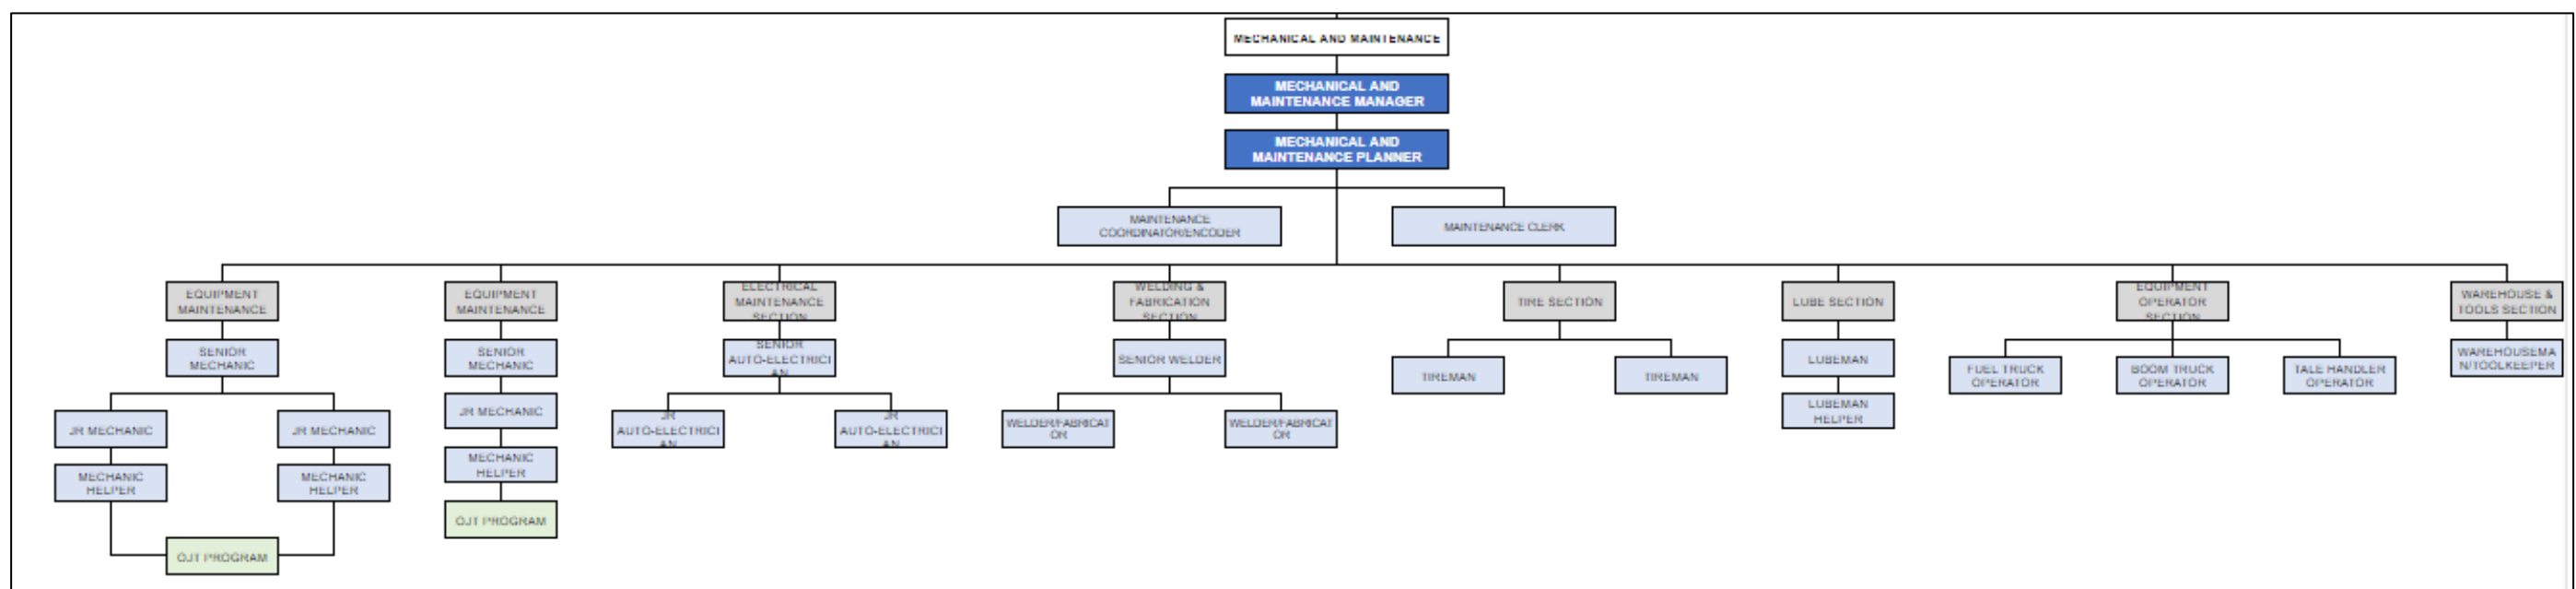 MECHANICAL AND MAINTENANCE
MECHANICAL AND
MAINTENANCE MANAGER
MECHANICAL AND
MAINTENANCE PLANNER
MAINTENANCE
COORDINATOR/ENCODER
MAINTENANCE CLERK
EQUIPMENT
MAINTENANCE
EQUIPMENT
MAINTENANCE
ELECTRICAL
MAINTENANCE
SECTION
WELDING &
FABRICATION
SECTION
TIRE SECTION
LUBE SECTION
EQUIPMENT
OPERATOR
SECTION
WAREHOUSE &
TOOLS SECTION
SENIOR
MECHANIC
SENIOR
MECHANIC
SENIOR
AUTO-ELECTRICI
AN
SENIOR WELDER
TIREMAN
TIREMAN
LUBEMAN
FUEL TRUCK
OPERATOR
BOOM TRUCK
OPERATOR
TALE HANDLER
OPERATOR
WAREHOUSEMA
N/TOOLKEEPER
JR MECHANIC
JR MECHANIC
JR MECHANIC
JR
AUTO-ELECTRICI
AN
JR
AUTO-ELECTRICI
AN
WELDER/FABRICAT
OR
WELDER/FABRICAT
OR
LUBEMAN
HELPER
MECHANIC
HELPER
MECHANIC
HELPER
MECHANIC
HELPER
OJT PROGRAM
OJT PROGRAM